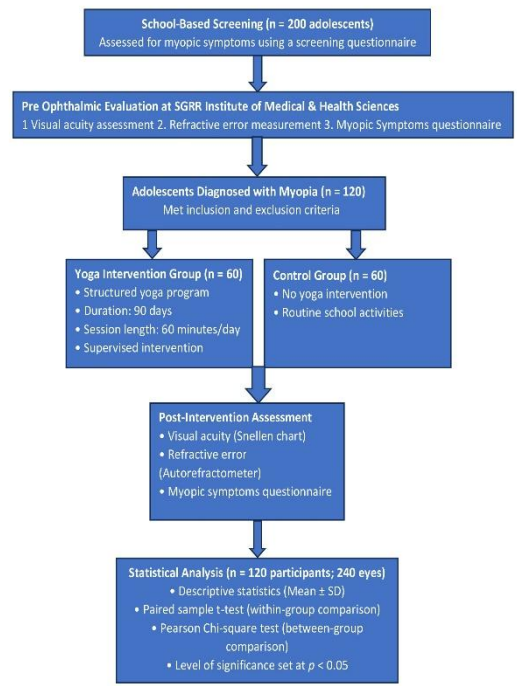 School-Based Screening (n = 200 adolescents)
Assessed for myopic symptoms using a screening questionnaire
Pre Ophthalmic Evaluation at SGRR Institute of Medical & Health Sciences
1 Visual acuity assessment 2. Refractive error measurement 3. Myopic Symptoms questionnaire
Adolescents Diagnosed with Myopia (n = 120)
Met inclusion and exclusion criteria
Yoga Intervention Group (n = 60)
• Structured yoga program
• Duration: 90 days
• Session length: 60 minutes/day
• Supervised intervention
Control Group (n = 60)
• No yoga intervention
• Routine school activities
Post-Intervention Assessment
• Visual acuity (Snellen chart)
• Refractive error
(Autorefractometer)
• Myopic symptoms questionnaire
Statistical Analysis (n = 120 participants; 240 eyes)
• Descriptive statistics (Mean ± SD)
• Paired sample t-test (within-group comparison)
• Pearson Chi-square test (between-group
comparison)
• Level of significance set at p < 0.05